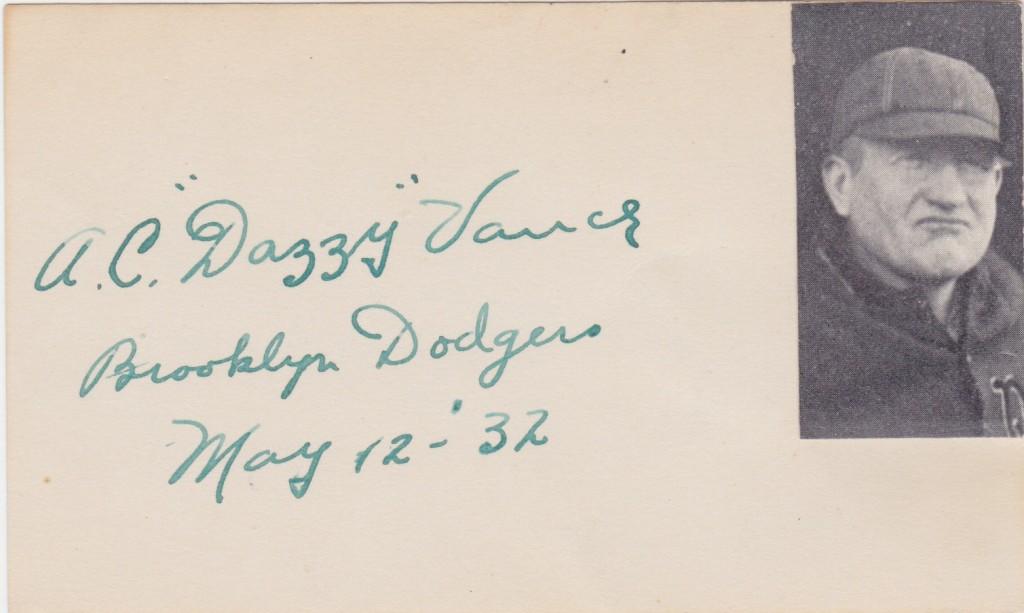 A.C. "Dazzy" Vance
Brooklyn Dodgers
May 12-'32